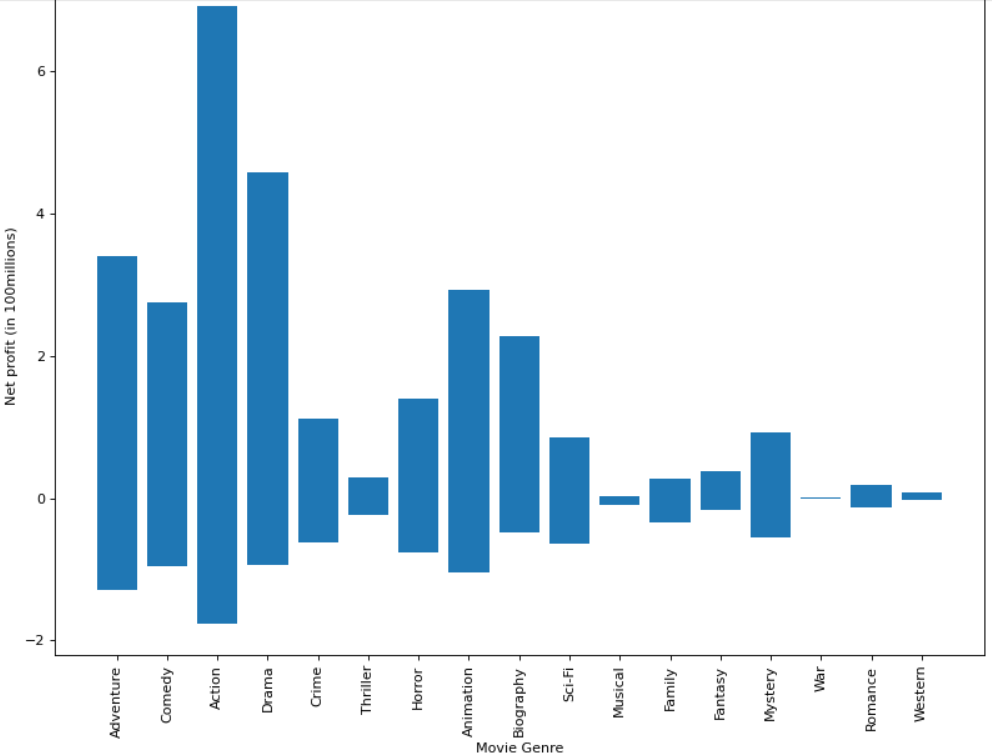 6
4
2
0
−2
Net profit (in 100millions)
Adventure
Comedy
Action
Drama
Crime
Thriller
Horror
Animation
Biography
Sci-Fi
Musical
Family
Fantasy
Mystery
War
Romance
Western
Movie Genre